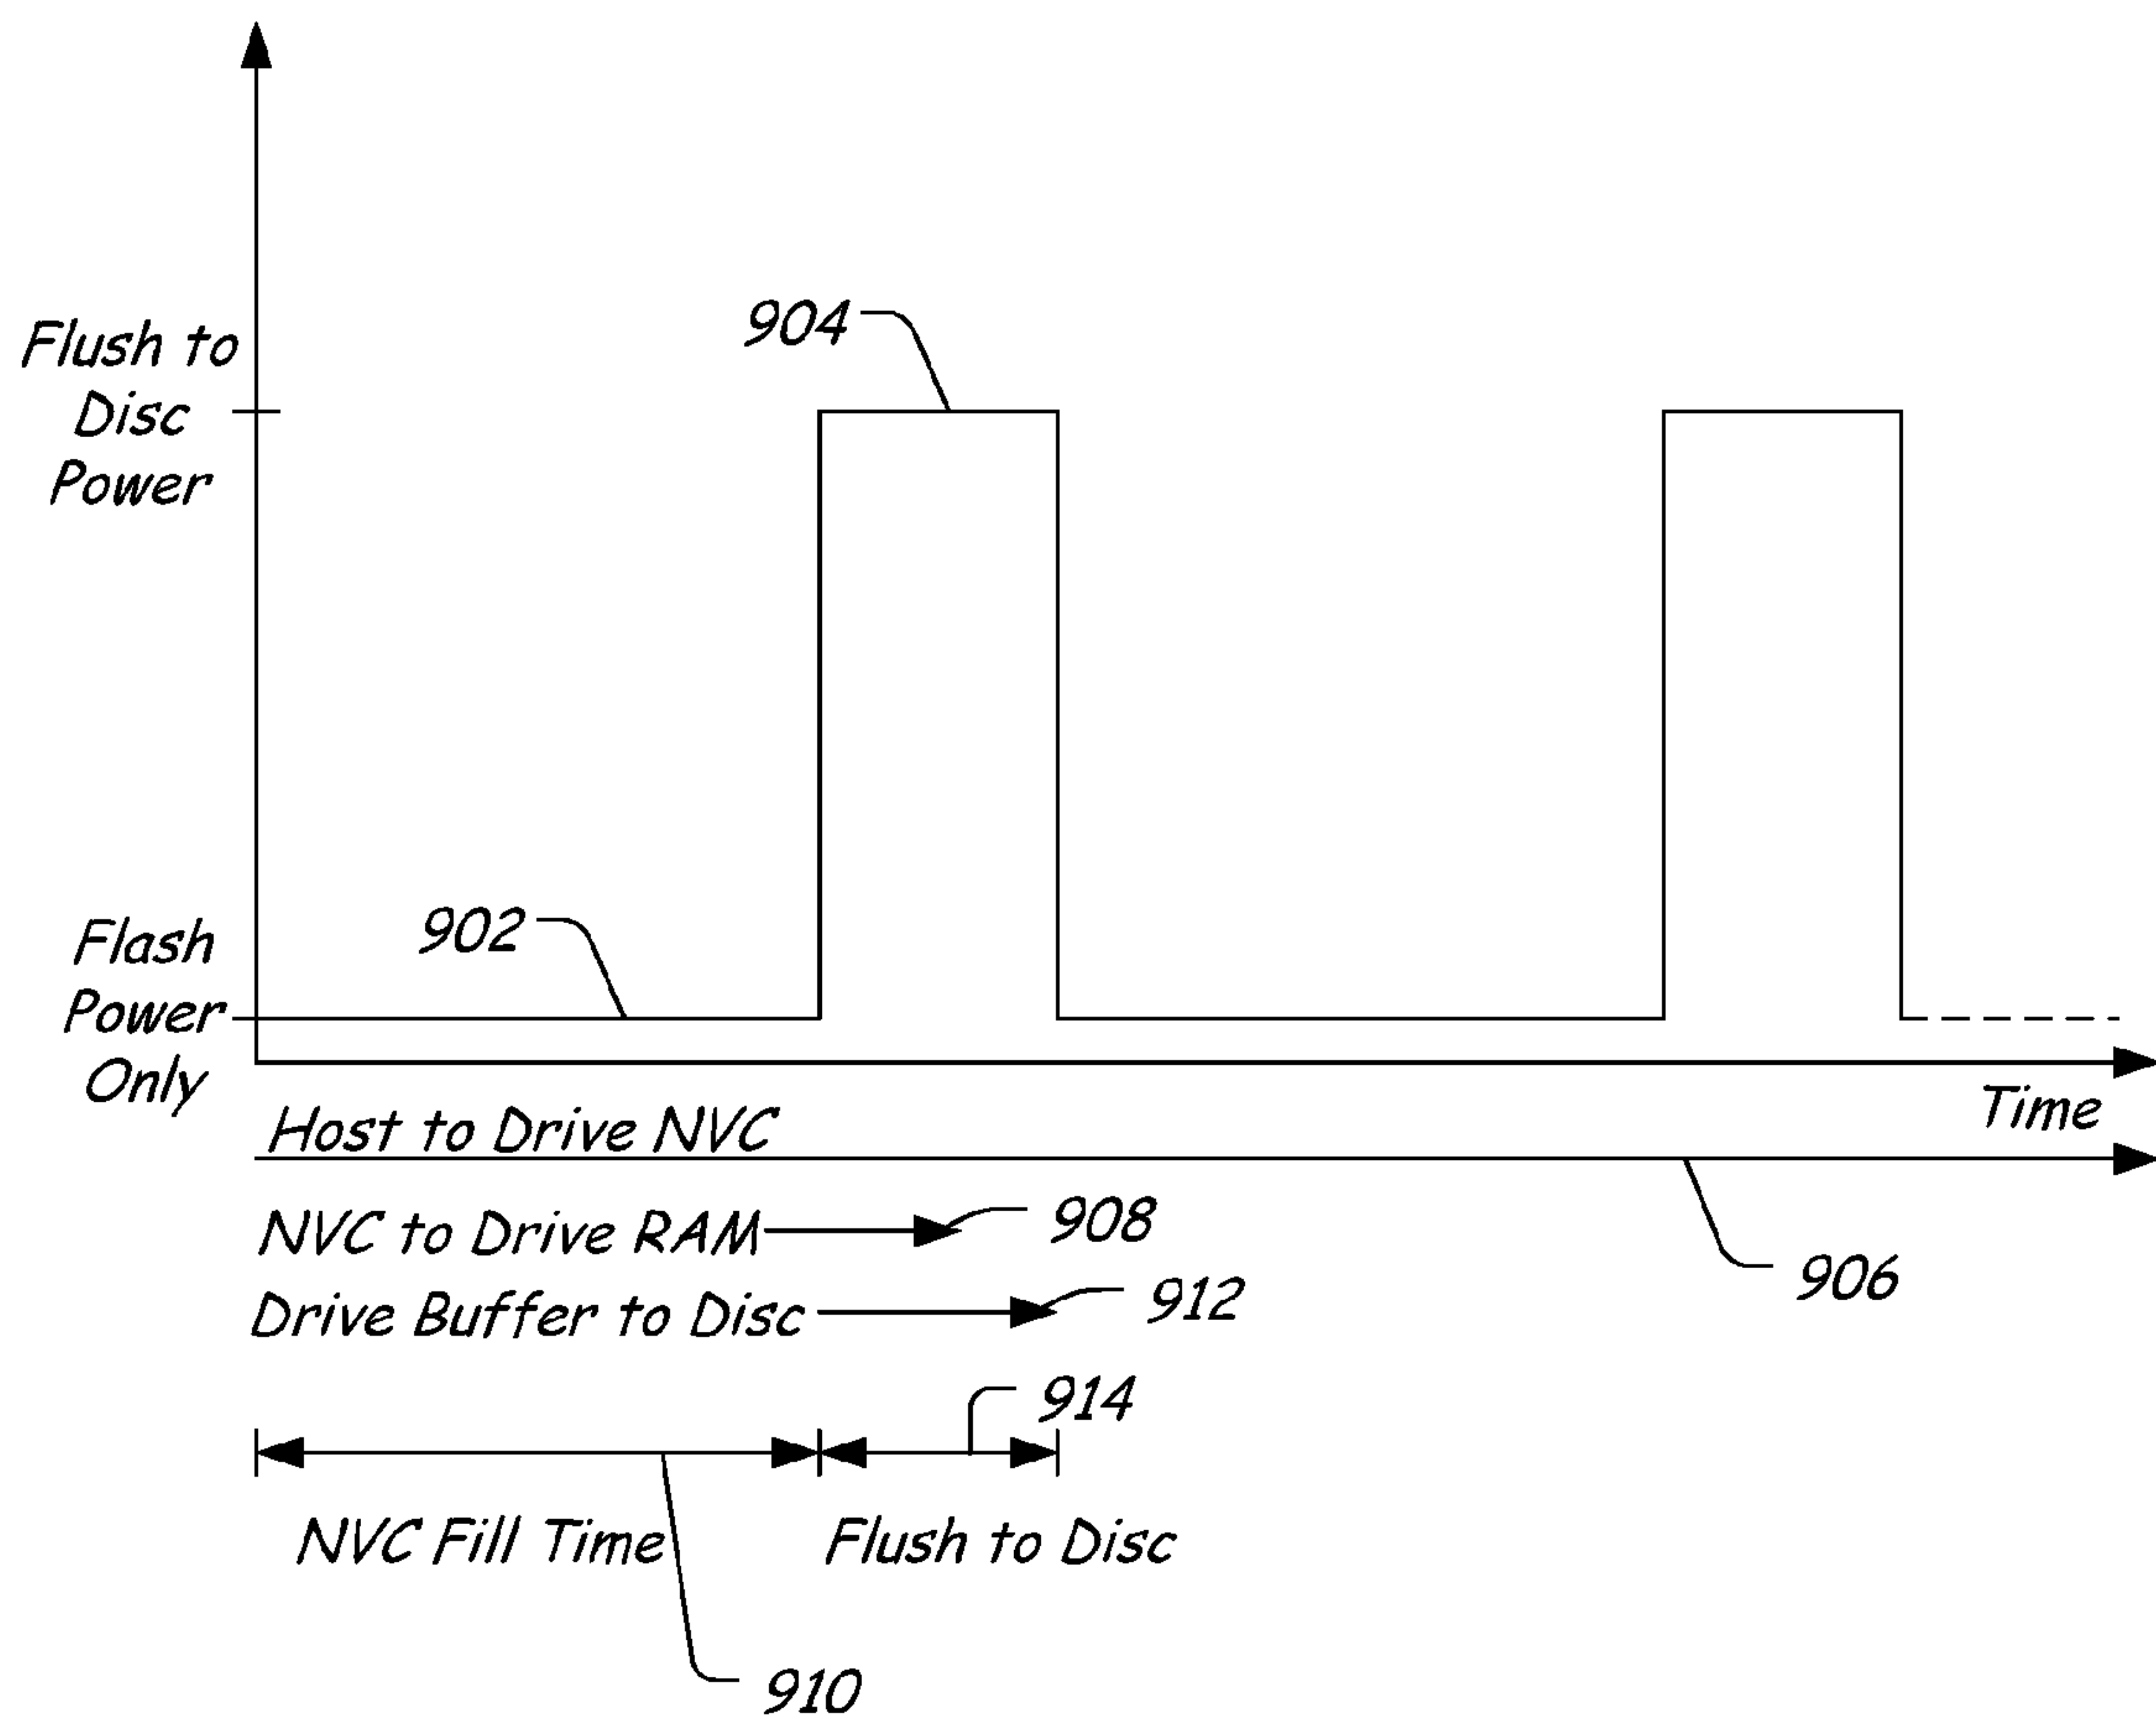 904
Flush to
Disc
Power
902
Flash
Power
Only
Time
Host to Drive NVC
NVC to Drive RAM
908
906
Drive Buffer to Disc
912
914
NVC Fill Time
Flush to Disc
910